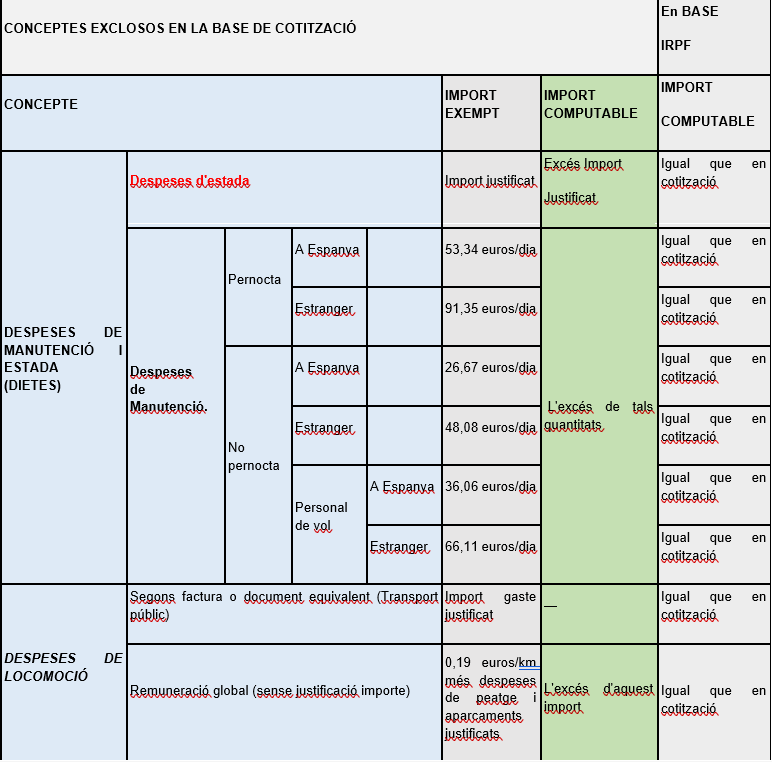 CONCEPTES EXCLOSOS EN LA BASE DE COTITZACIÓ
En BASE
IRPF
CONCEPTE
IMPORT
EXEMPT
IMPORT
COMPUTABLE
IMPORT
COMPUTABLE
DESPESES DE
MANUTENCIÓ I
ESTADA
(DIETES)
Despeses d'estada
Import justificat
Excés Import
Justificat
Igual que en
cotització
Despeses
de
Manutenció.
Pernocta
A Espanya
53,34 euros/dia
L'excés de tals
quantitats
Igual que en
cotització
Estranger
91,35 euros/dia
Igual que en
cotització
No
pernocta
A Espanya
26,67 euros/dia
Igual que en
cotització
Estranger
48,08 euros/dia
Igual que en
cotització
Personal
de vol
A Espanya
36,06 euros/dia
Igual que en
cotització
Estranger
66,11 euros/dia
Igual que en
cotització
DESPESES DE
LOCOMOCIÓ
Segons factura o document equivalent (Transport
públic)
Import gaste
justificat
__
Igual que en
cotització
Remuneració global (sense justificació importe)
0,19 euros/km
més despeses
de peatge i
aparcaments
justificats
L'excés d'aquest
import
Igual que en
cotització